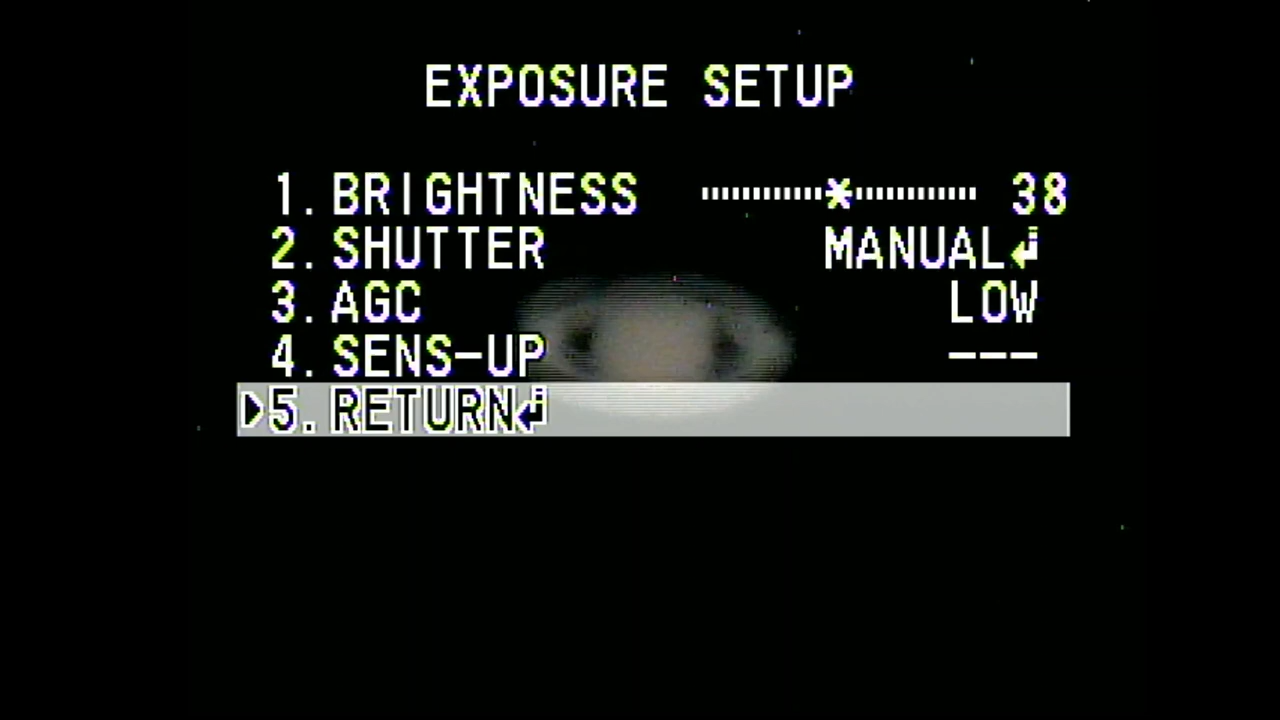 EXPOSURE SETUP
1. BRIGHTNESS 38
2. SHUTTER MANUAL↲
3. AGC LOW
4. SENS-UP ---
5. RETURN↲